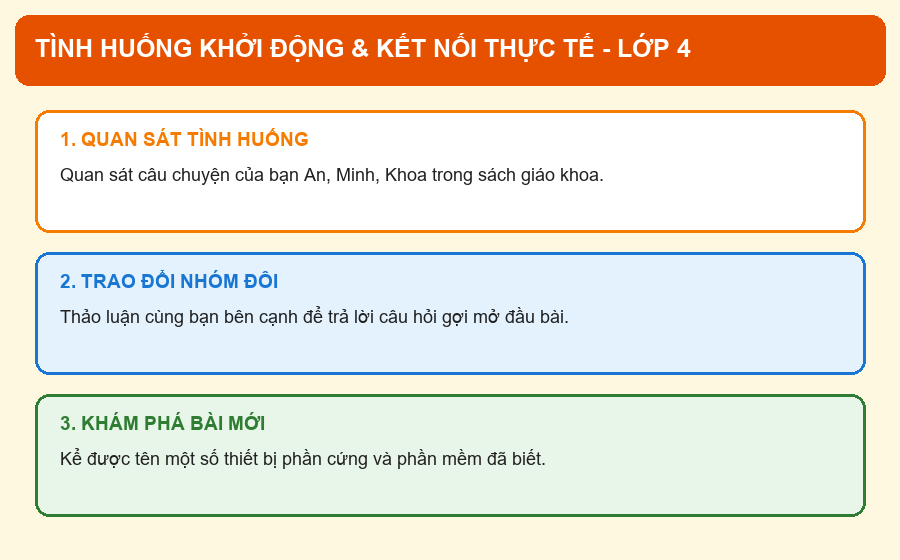 TÌNH HUỐNG KHỞI ĐỘNG & KẾT NỐI THỰC TẾ - LỚP 4
1. QUAN SÁT TÌNH HUỐNG
Quan sát câu chuyện của bạn An, Minh, Khoa trong sách giáo khoa.
2. TRAO ĐỔI NHÓM ĐÔI
Thảo luận cùng bạn bên cạnh để trả lời câu hỏi gợi mở đầu bài.
3. KHÁM PHÁ BÀI MỚI
Kể được tên một số thiết bị phần cứng và phần mềm đã biết.